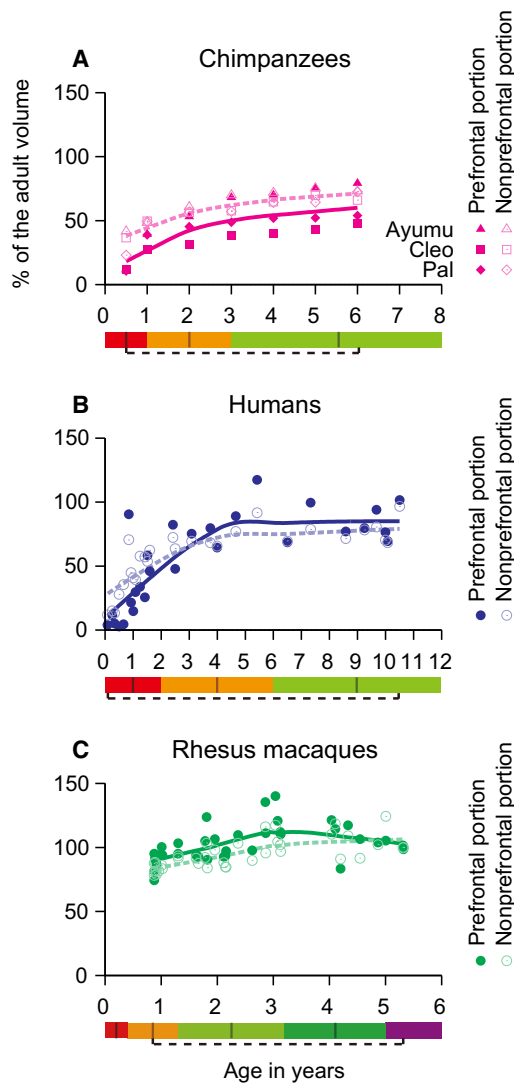 A Chimpanzees
% of the adult volume
150
100
50
0
0 1 2 3 4 5 6 7 8
Prefrontal portion
Nonprefrontal portion
Ayumu
Cleo
Pal
B Humans
150
100
50
0
0 1 2 3 4 5 6 7 8 9 10 11 12
Prefrontal portion
Nonprefrontal portion
C Rhesus macaques
150
100
50
0
0 1 2 3 4 5 6
Prefrontal portion
Nonprefrontal portion
Age in years